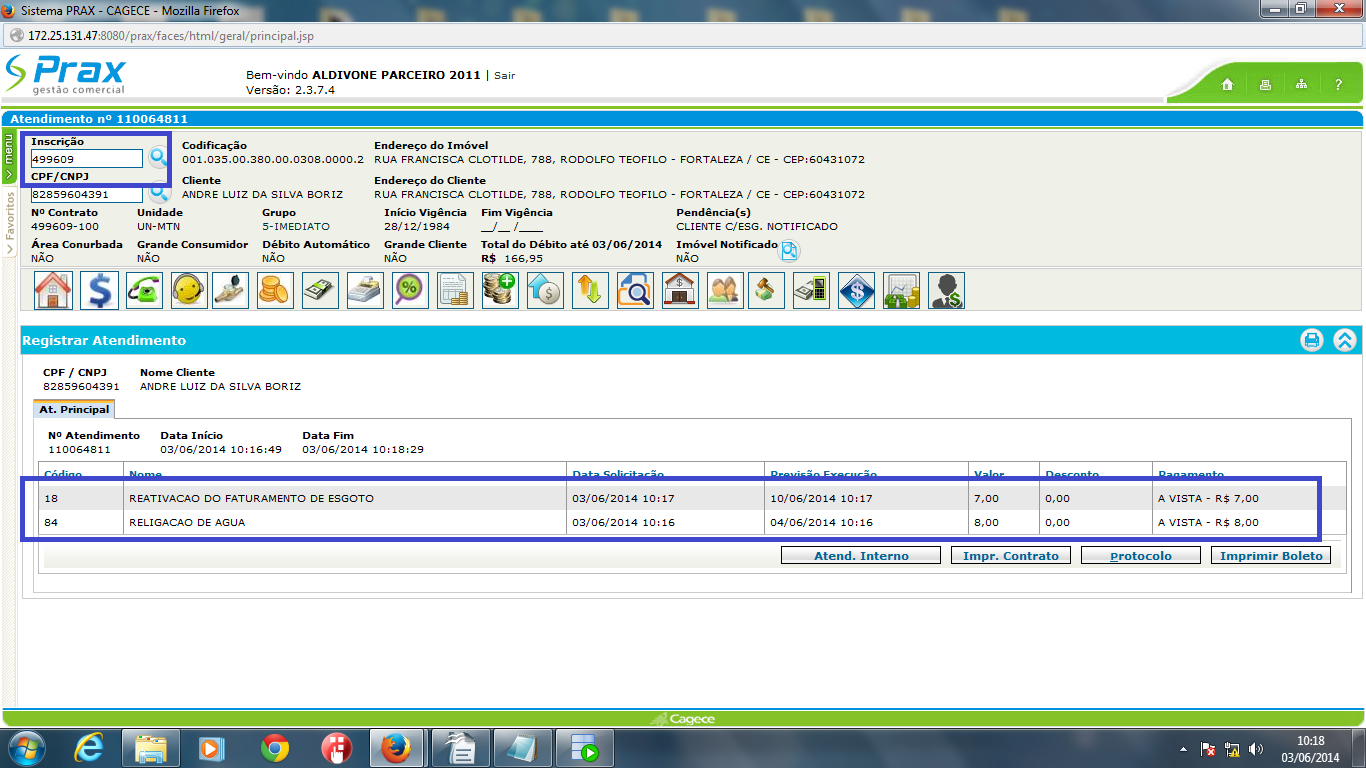 Sistema PRAX - CAGECE - Mozilla Firefox
172.25.131.47:8080/prax/faces/html/geral/principal.jsp
Prax
gestão comercial
Bem-vindo ALDIVONE PARCEIRO 2011 | Sair
Versão: 2.3.7.4
?
Atendimento nº 110064811
menu
Favoritos
Inscrição
499609
Codificação
001.035.00.380.00.0308.0000.2
Endereço do Imóvel
RUA FRANCISCA CLOTILDE, 788, RODOLFO TEOFILO - FORTALEZA / CE - CEP:60431072
CPF/CNPJ
82859604391
Cliente
ANDRE LUIZ DA SILVA BORIZ
Endereço do Cliente
RUA FRANCISCA CLOTILDE, 788, RODOLFO TEOFILO - FORTALEZA / CE - CEP:60431072
Nº Contrato Unidade Grupo Início Vigência Fim Vigência Pendência(s)
499609-100 UN-MTN 5-IMEDIATO 28/12/1984 __/__ /____ CLIENTE C/ESG. NOTIFICADO
Área Conurbada Grande Consumidor Débito Automático Grande Cliente Total do Débito até 03/06/2014 Imóvel Notificado
NÃO NÃO NÃO NÃO R$ 166,95 NÃO
Registrar Atendimento
CPF / CNPJ Nome Cliente
82859604391 ANDRE LUIZ DA SILVA BORIZ
At. Principal
Nº Atendimento Data Início Data Fim
110064811 03/06/2014 10:16:49 03/06/2014 10:18:29
Código Nome Data Solicitação Previsão Execução Valor Desconto Pagamento
18 REATIVACAO DO FATURAMENTO DE ESGOTO 03/06/2014 10:17 10/06/2014 10:17 7,00 0,00 A VISTA - R$ 7,00
84 RELIGACAO DE AGUA 03/06/2014 10:16 04/06/2014 10:16 8,00 0,00 A VISTA - R$ 8,00
Atend. Interno Impr. Contrato Protocolo Imprimir Boleto
Cagece
10:18
03/06/2014